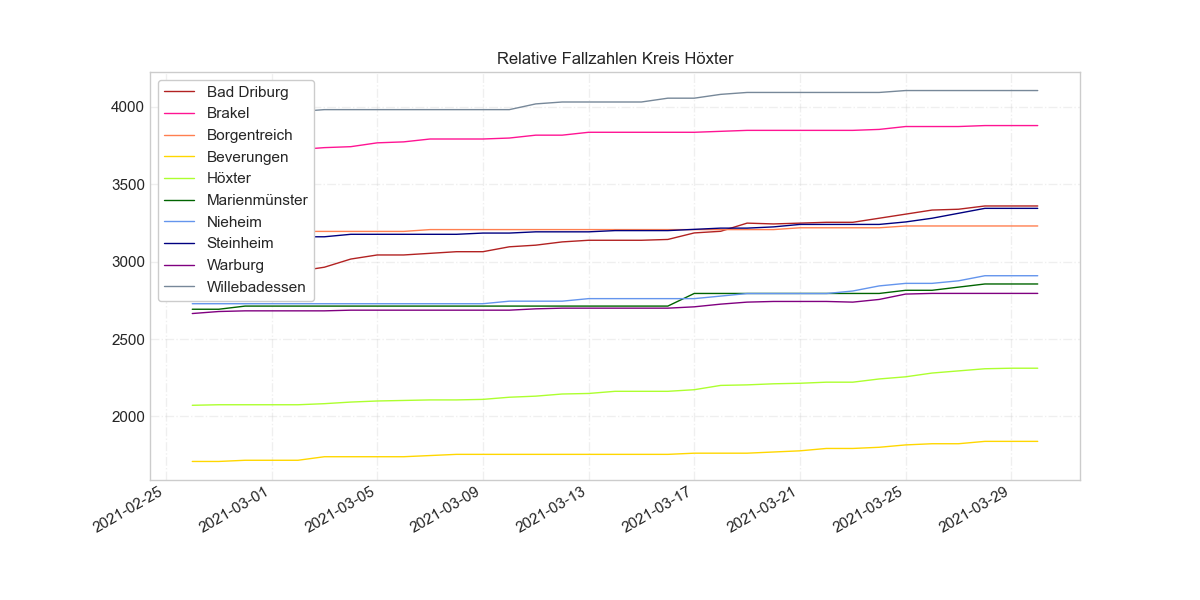 Relative Fallzahlen Kreis Höxter
Bad Driburg
Brakel
Borgentreich
Beverungen
Höxter
Marienmünster
Nieheim
Steinheim
Warburg
Willebadessen
4000
3500
3000
2500
2000
2021-02-25
2021-03-01
2021-03-05
2021-03-09
2021-03-13
2021-03-17
2021-03-21
2021-03-25
2021-03-29